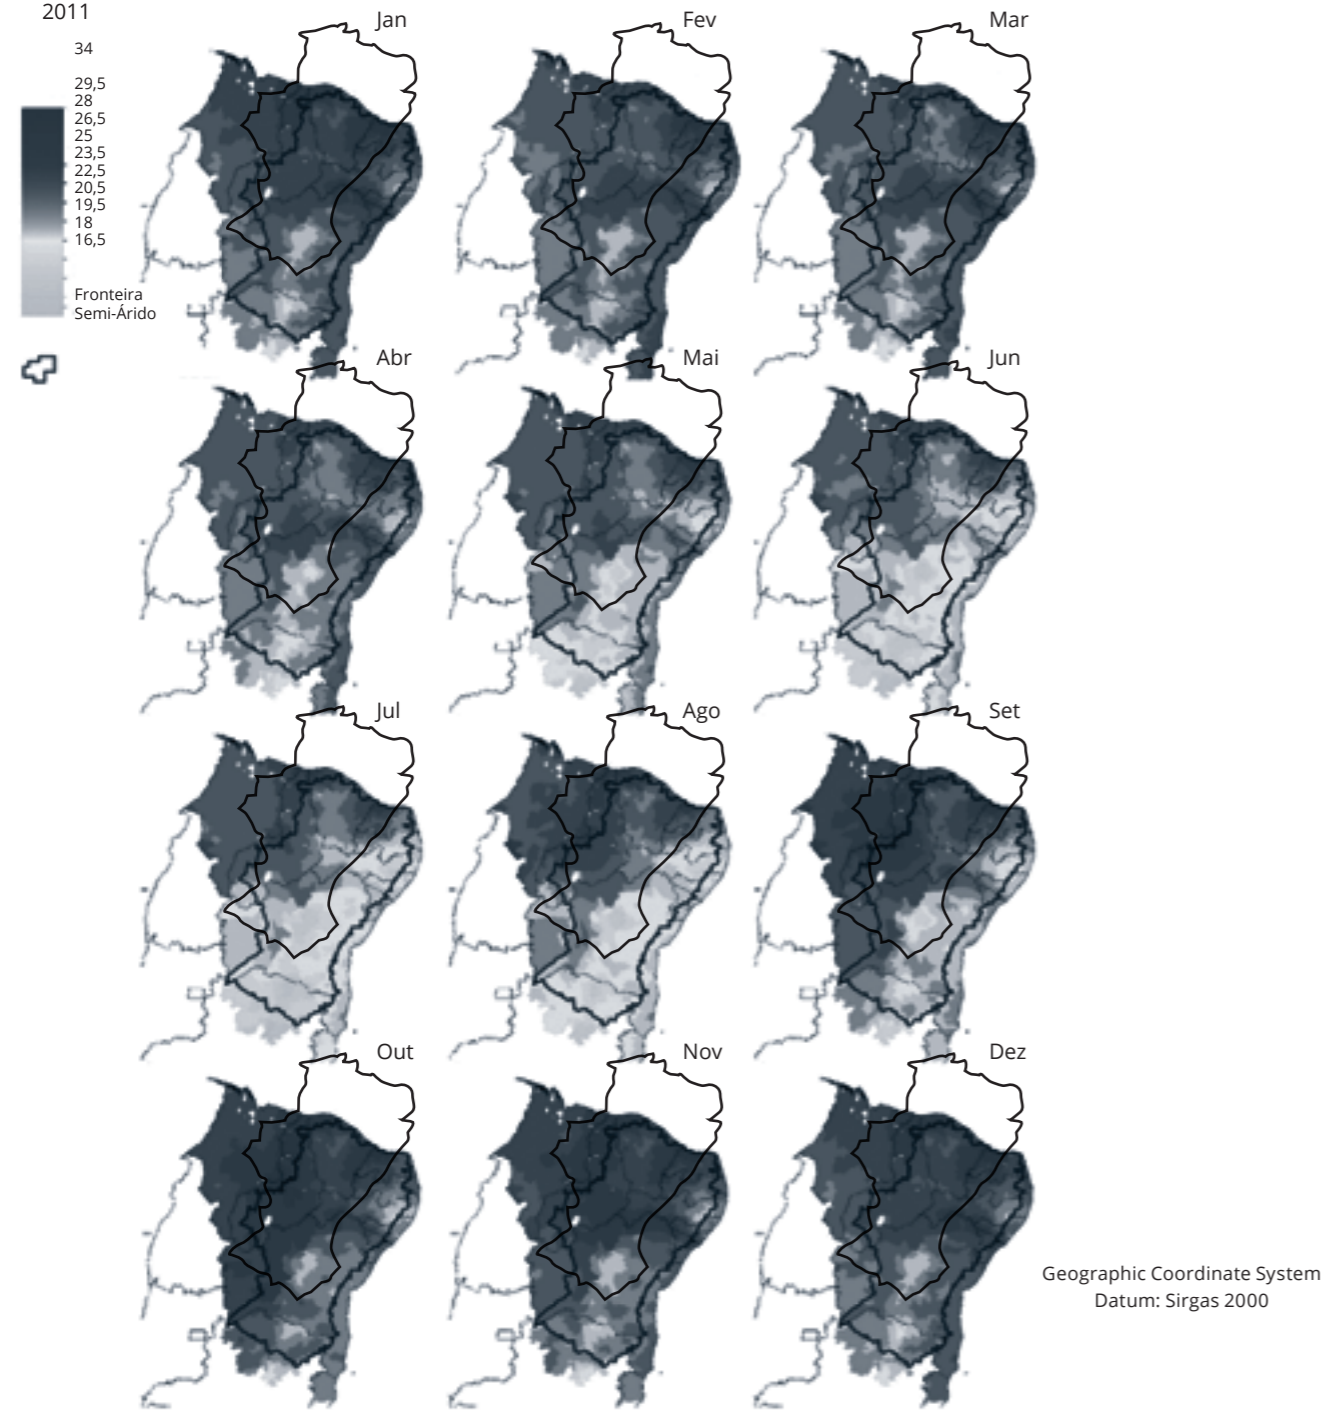 2011
34
29,5
28
26,5
25
23,5
22,5
20,5
19,5
18
16,5
Fronteira
Semi-Árido
Jan
Fev
Mar
Abr
Mai
Jun
Jul
Ago
Set
Out
Nov
Dez
Geographic Coordinate System
Datum: Sirgas 2000